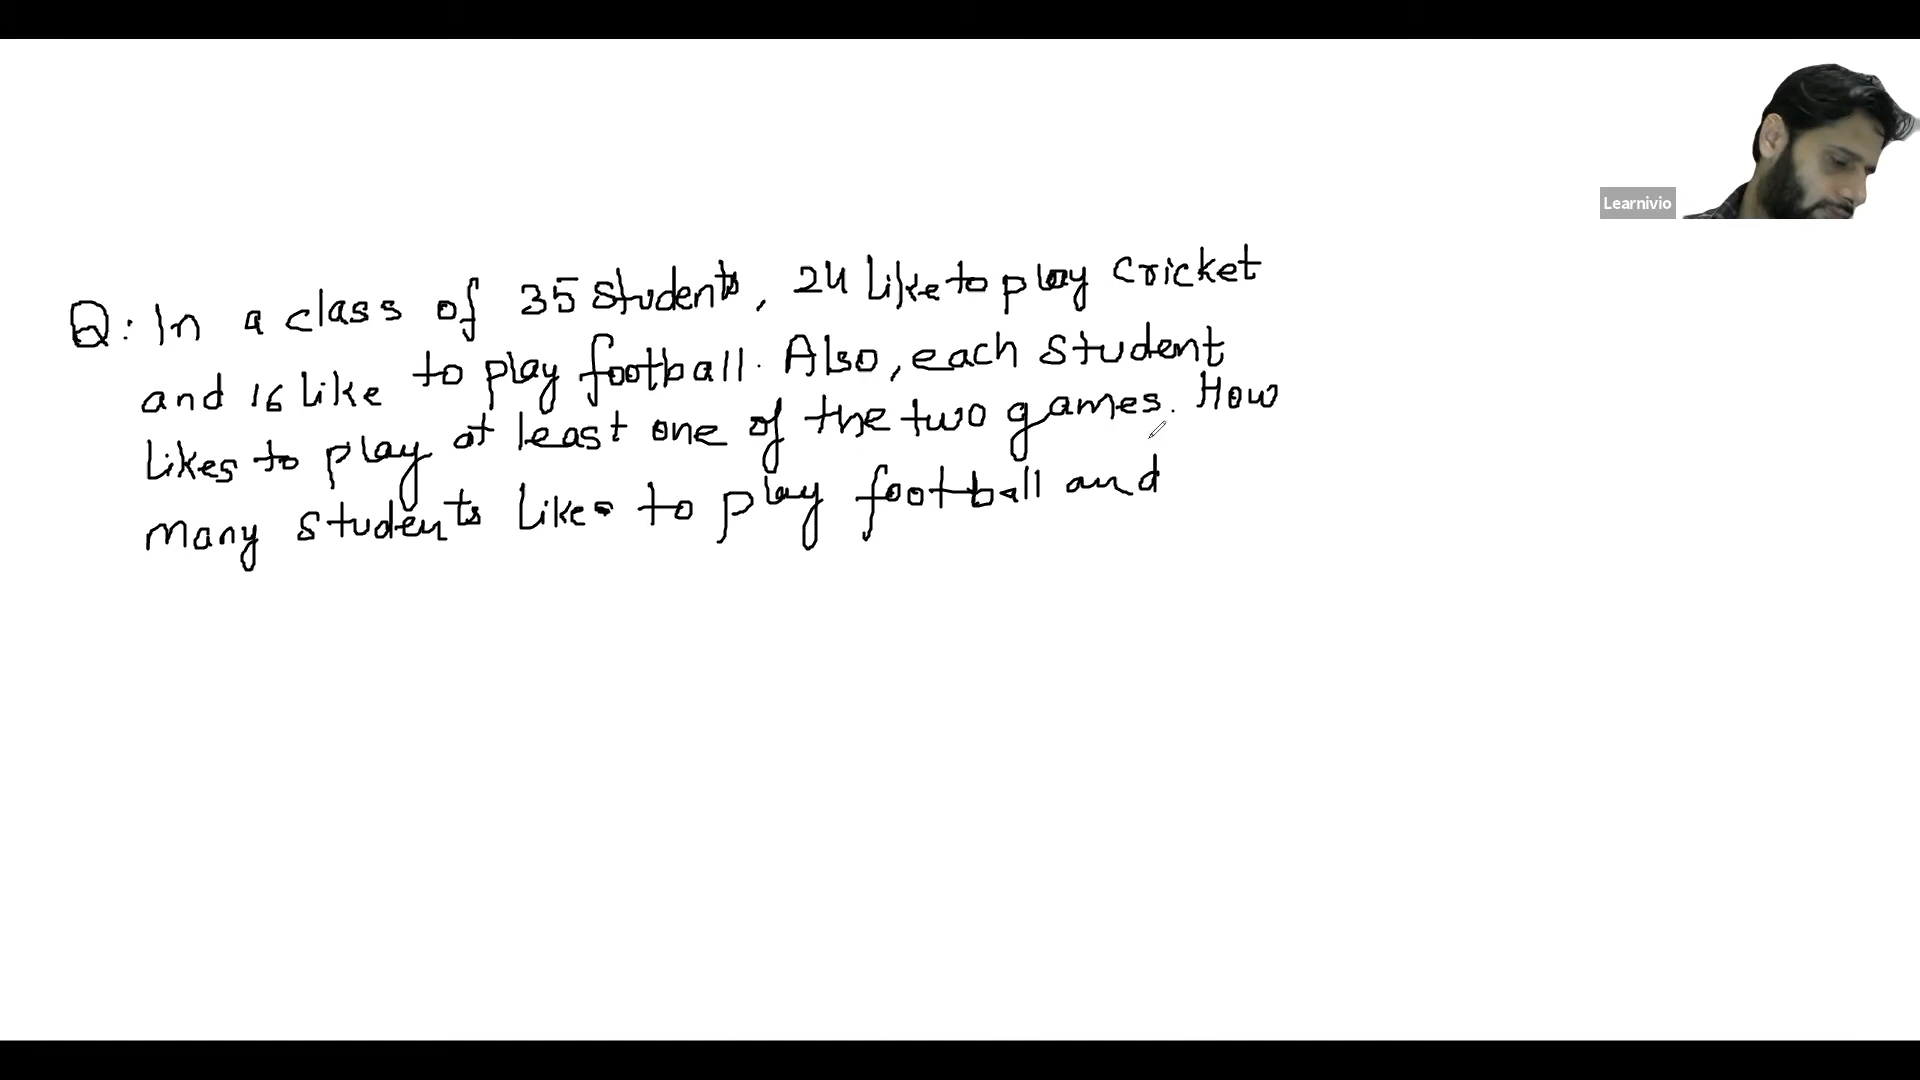 Learnivio
Q: In a class of 35 students, 24 like to play cricket
and 16 like to play football. Also, each student
likes to play at least one of the two games. How
many students like to play football and